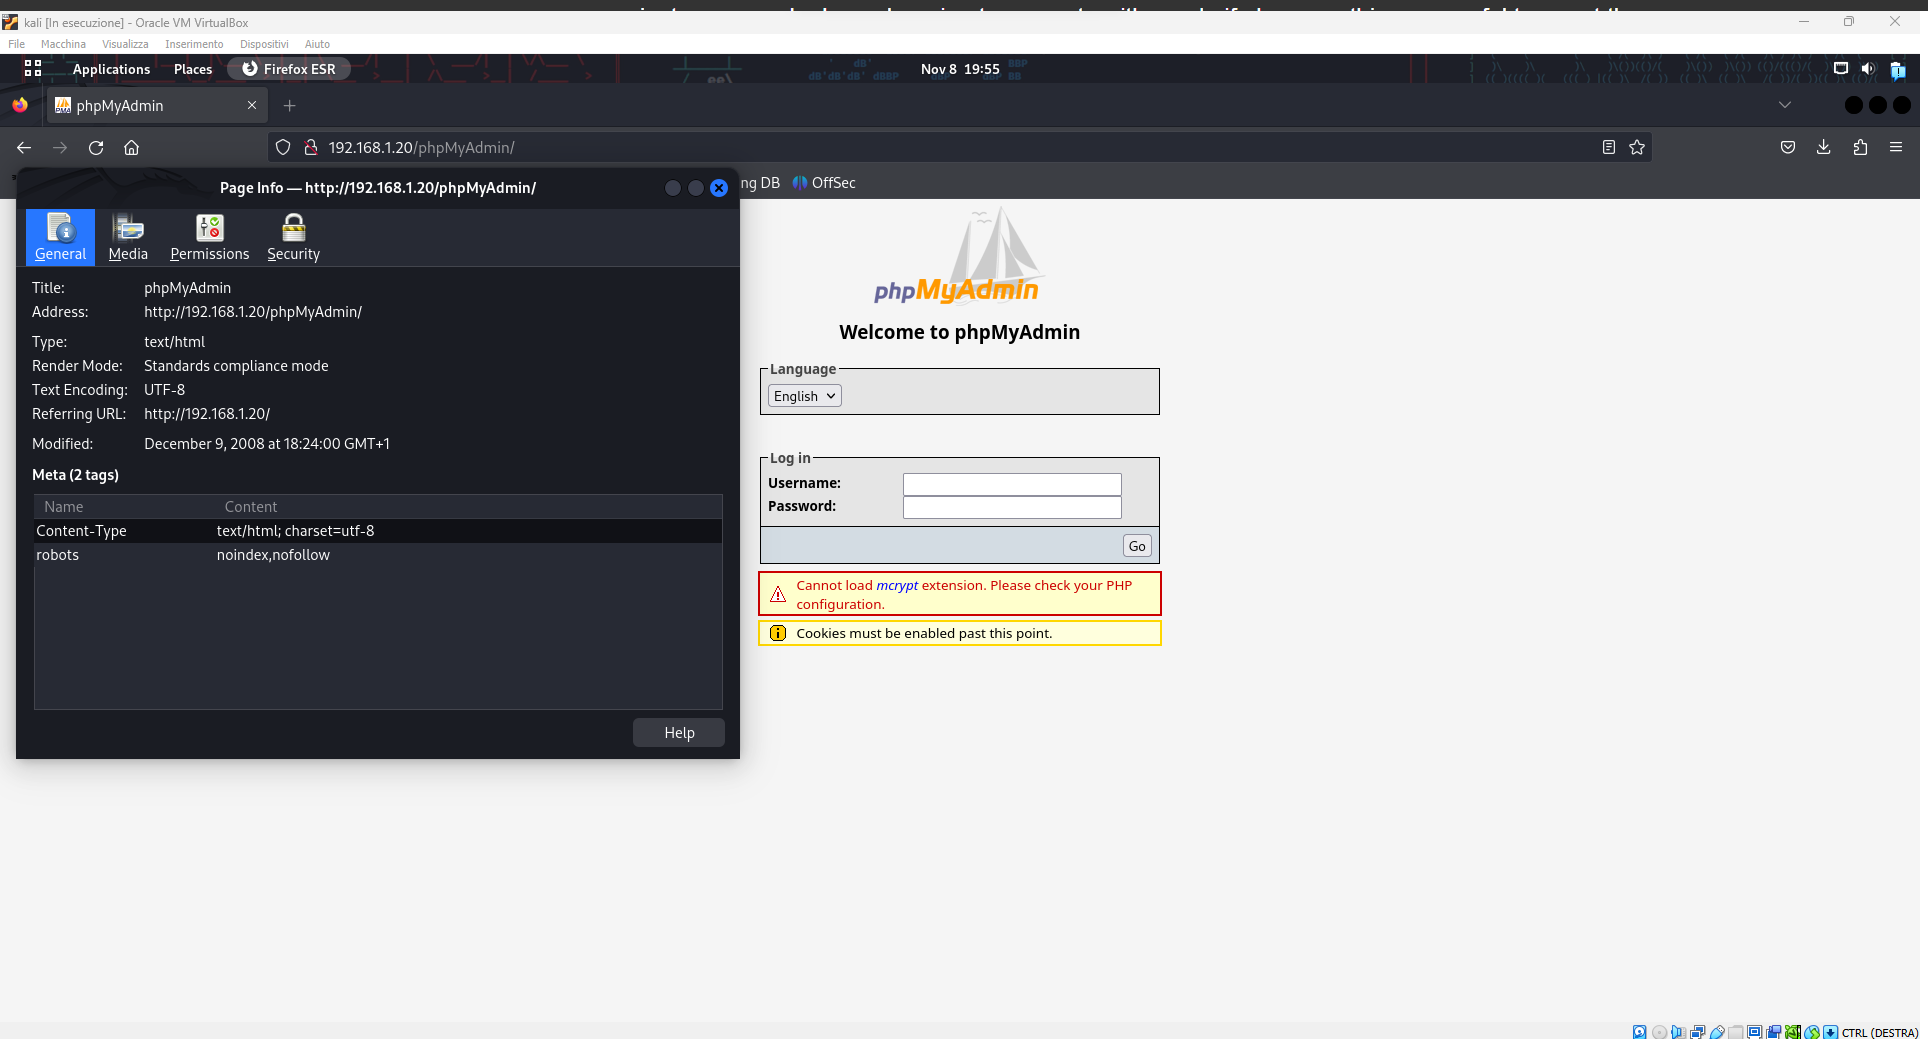 kali [In esecuzione] - Oracle VM VirtualBox
File Macchina Visualizza Inserimento Dispositivi Aiuto
Applications Places Firefox ESR Nov 8 19:55
phpMyAdmin
192.168.1.20/phpMyAdmin/
ng DB OffSec
Page Info — http://192.168.1.20/phpMyAdmin/
General Media Permissions Security
Title: phpMyAdmin
Address: http://192.168.1.20/phpMyAdmin/
Type: text/html
Render Mode: Standards compliance mode
Text Encoding: UTF-8
Referring URL: http://192.168.1.20/
Modified: December 9, 2008 at 18:24:00 GMT+1
Meta (2 tags)
Name Content
Content-Type text/html; charset=utf-8
robots noindex,nofollow
Help
phpMyAdmin
Welcome to phpMyAdmin
Language
English
Log in
Username:
Password:
Go
Cannot load mcrypt extension. Please check your PHP
configuration.
Cookies must be enabled past this point.
CTRL (DESTRA)